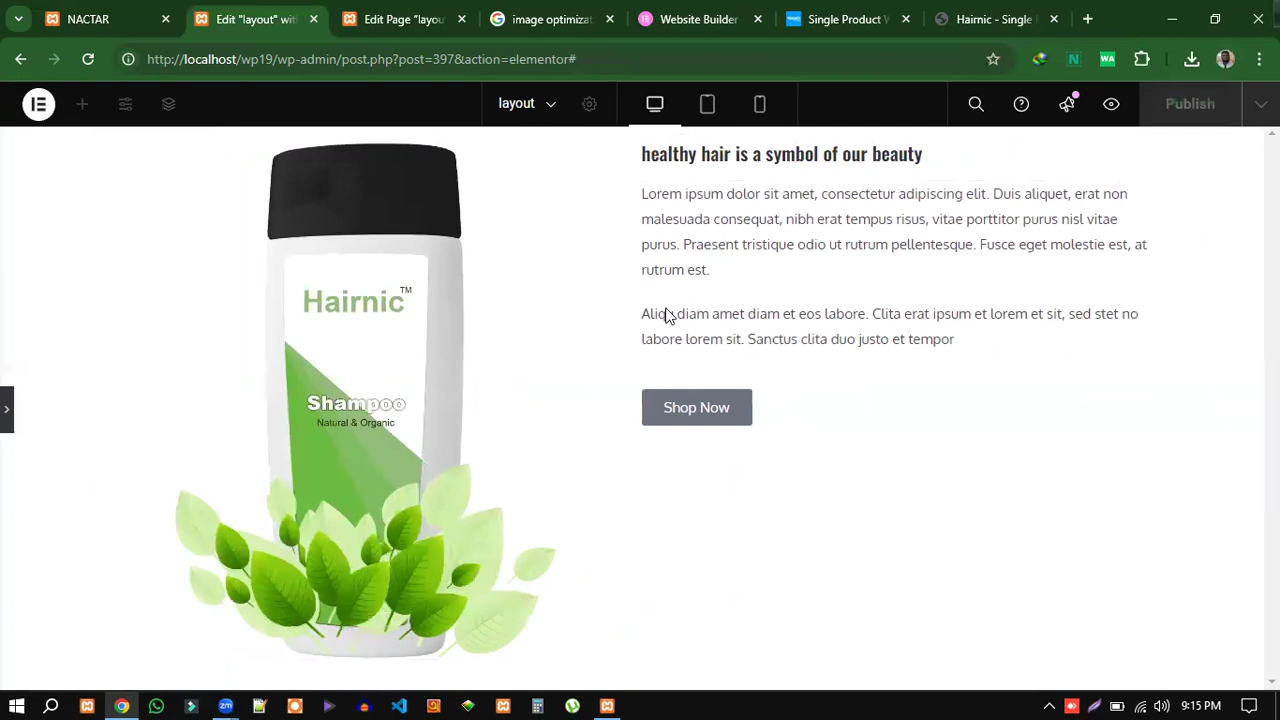 NACTAR
Edit "layout" wit
Edit Page "layou
image optimizat
Website Builder
Single Product V
Hairnic - Single
http://localhost/wp19/wp-admin/post.php?post=397&action=elementor#
layout
Publish
healthy hair is a symbol of our beauty
Lorem ipsum dolor sit amet, consectetur adipiscing elit. Duis aliquet, erat non
malesuada consequat, nibh erat tempus risus, vitae porttitor purus nisl vitae
purus. Praesent tristique odio ut rutrum pellentesque. Fusce eget molestie est, at
rutrum est.
Aliqu diam amet diam et eos labore. Clita erat ipsum et lorem et sit, sed stet no
labore lorem sit. Sanctus clita duo justo et tempor
Shop Now
Hairnic™
Shampoo
Natural & Organic
9:15 PM